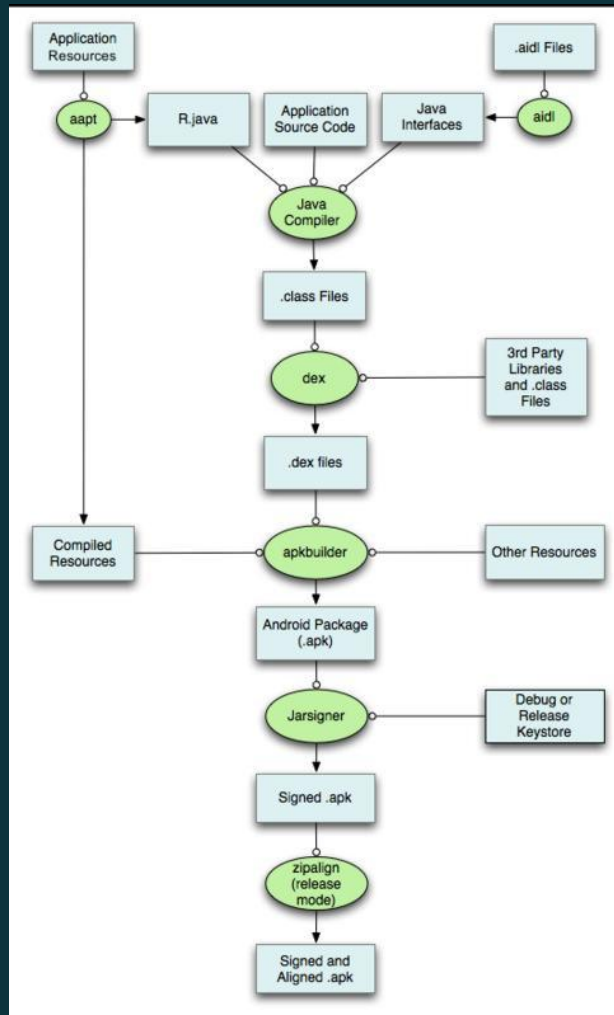 Application
Resources
.aidl Files
aapt
R.java
Application
Source Code
Java
Interfaces
aidl
Java
Compiler
.class Files
dex
3rd Party
Libraries
and .class
Files
.dex files
Compiled
Resources
apkbuilder
Other Resources
Android Package
(.apk)
Jarsigner
Debug or
Release
Keystore
Signed .apk
zipalign
(release
mode)
Signed and
Aligned .apk